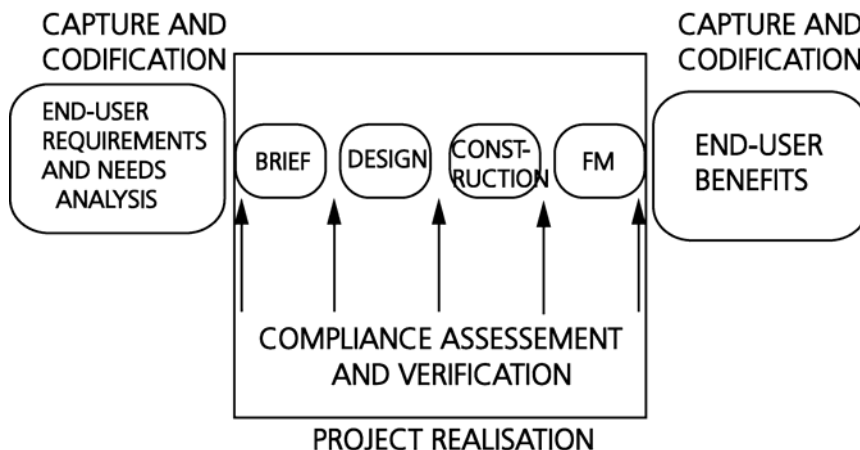 CAPTURE AND
CODIFICATION
CAPTURE AND
CODIFICATION
END-USER
REQUIREMENTS
AND NEEDS
ANALYSIS
BRIEF
DESIGN
CONST-
RUCTION
FM
END-USER
BENEFITS
COMPLIANCE ASSESSEMENT
AND VERIFICATION
PROJECT REALISATION